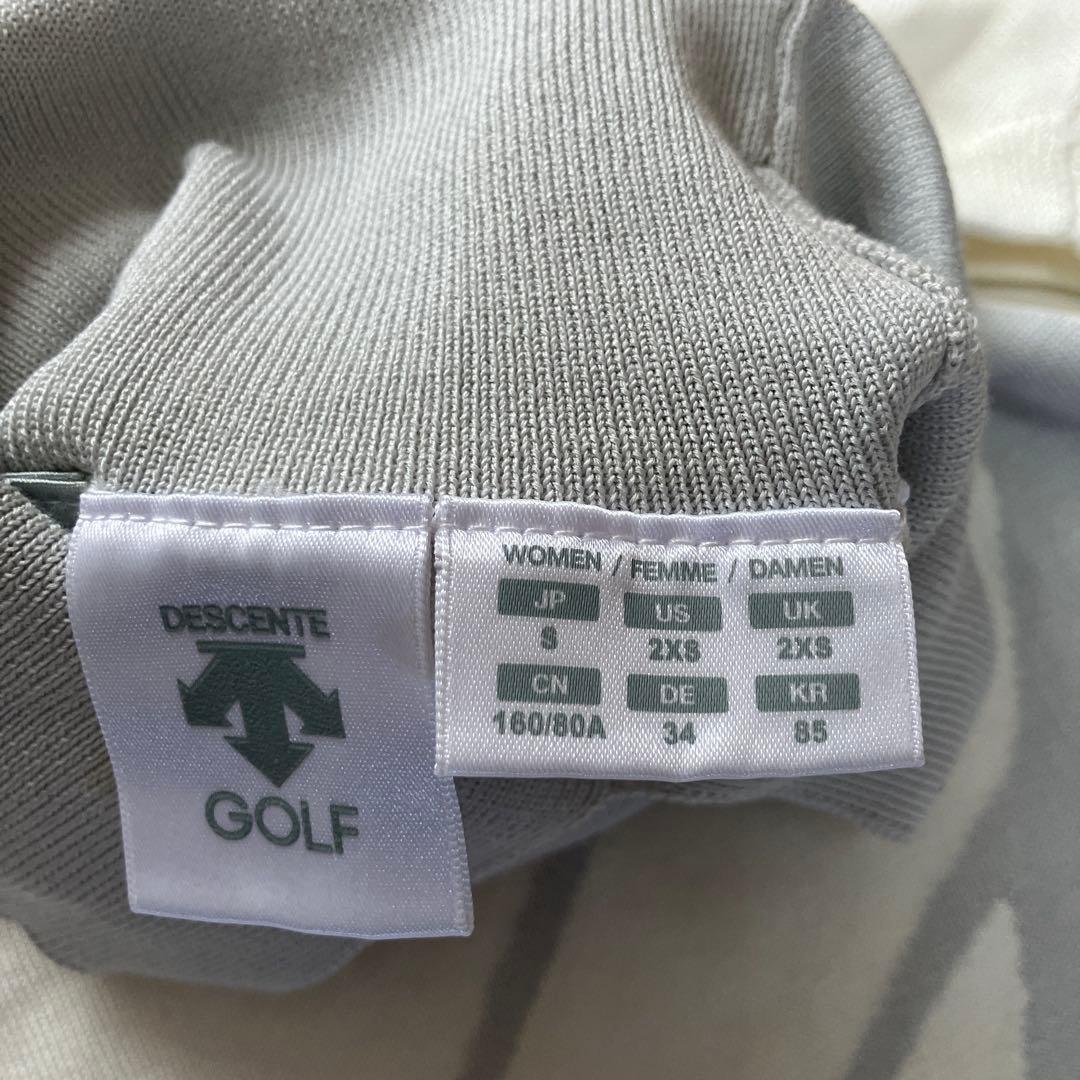 DESCENTE
GOLF
WOMEN / FEMME / DAMEN
JP US UK
S 2XS 2XS
CN DE KR
160/80A 34 85